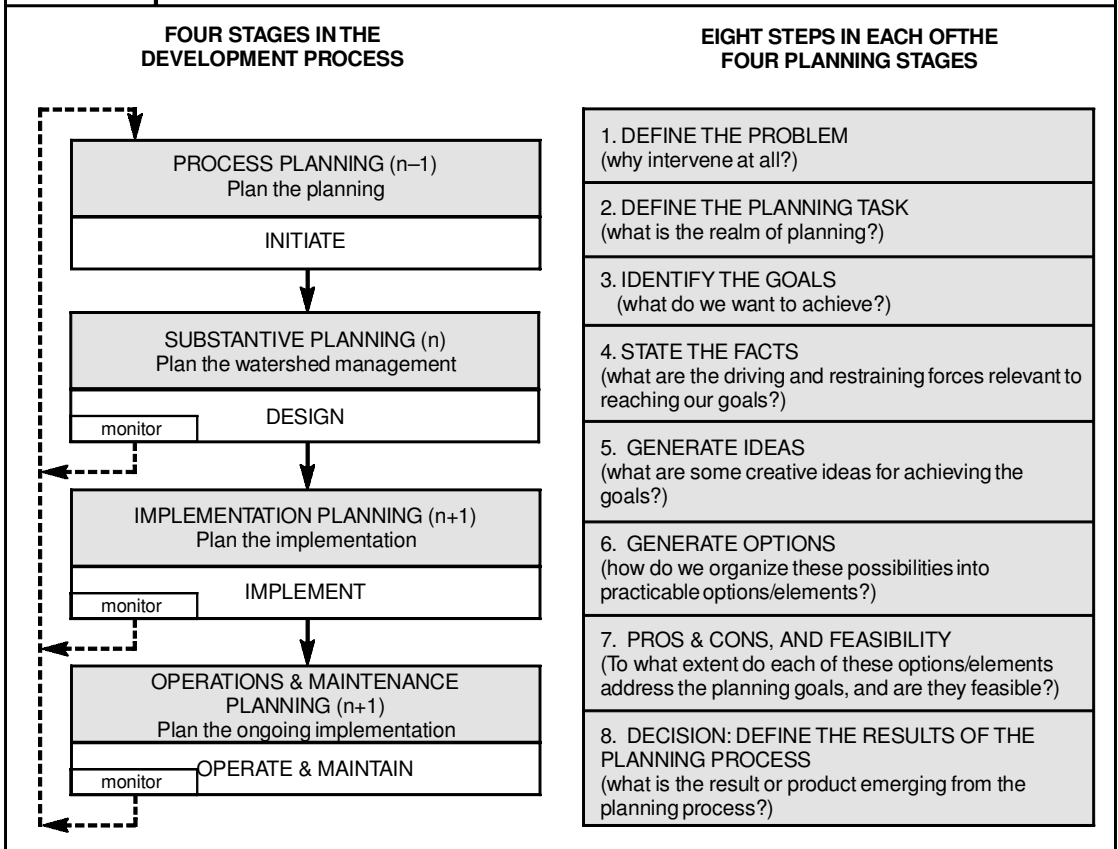 FOUR STAGES IN THE
DEVELOPMENT PROCESS
PROCESS PLANNING (n–1)
Plan the planning
INITIATE
SUBSTANTIVE PLANNING (n)
Plan the watershed management
DESIGN
monitor
IMPLEMENTATION PLANNING (n+1)
Plan the implementation
IMPLEMENT
monitor
OPERATIONS & MAINTENANCE
PLANNING (n+1)
Plan the ongoing implementation
OPERATE & MAINTAIN
monitor
EIGHT STEPS IN EACH OFTHE
FOUR PLANNING STAGES
1. DEFINE THE PROBLEM
(why intervene at all?)
2. DEFINE THE PLANNING TASK
(what is the realm of planning?)
3. IDENTIFY THE GOALS
(what do we want to achieve?)
4. STATE THE FACTS
(what are the driving and restraining forces relevant to
reaching our goals?)
5. GENERATE IDEAS
(what are some creative ideas for achieving the
goals?)
6. GENERATE OPTIONS
(how do we organize these possibilities into
practicable options/elements?)
7. PROS & CONS, AND FEASIBILITY
(To what extent do each of these options/elements
address the planning goals, and are they feasible?)
8. DECISION: DEFINE THE RESULTS OF THE
PLANNING PROCESS
(what is the result or product emerging from the
planning process?)